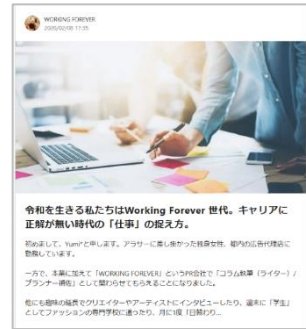 WORKING FOREVER
2020/02/06 17:35
令和を生きる私たちはWorking Forever 世代。キャリアに
正解が無い時代の「仕事」の捉え方。
初めまして、Yumiと申します。アラサーに差し掛かった独身女性、都内の広告代理店に
勤務しています。
一方で、本業に加えて「WORKING FOREVER」というPR会社で「コラム執筆（ライター）/
プランナー補佐」として関わらせてもらえることになりました。
他にも趣味の延長でクリエイターやアーティストにインタビューしたり、週末に「学生」
としてファッションの専門学校に通ったり、月に1度「日替わり...